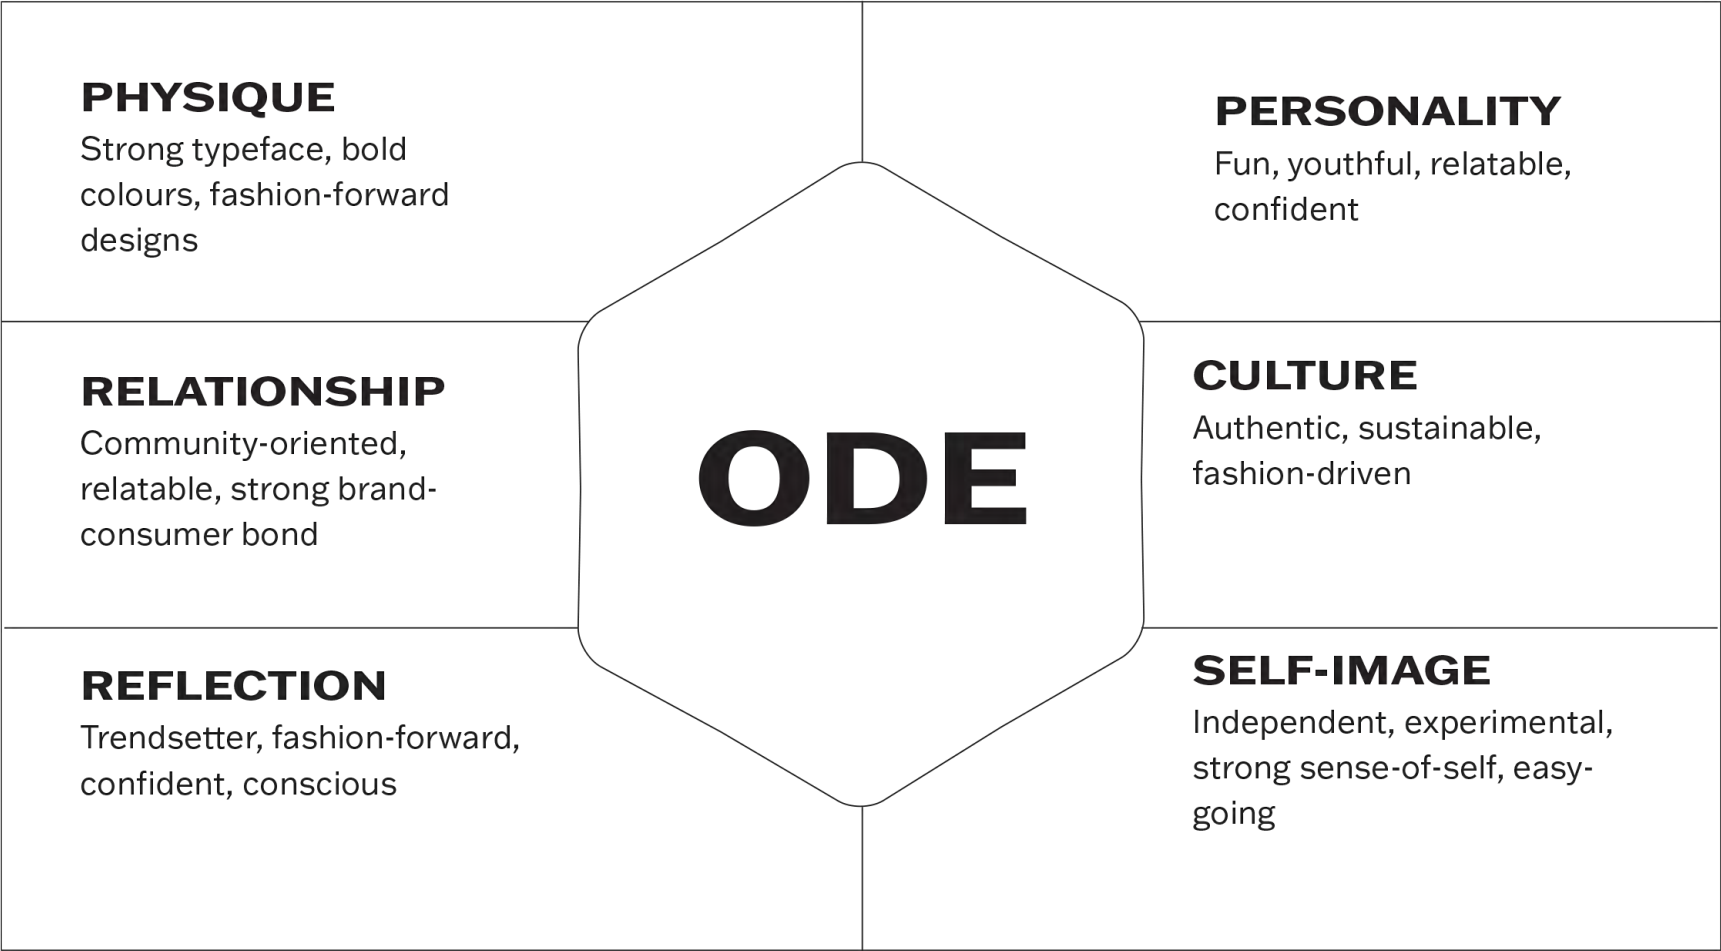 PHYSIQUE
Strong typeface, bold
colours, fashion-forward
designs
PERSONALITY
Fun, youthful, relatable,
confident
RELATIONSHIP
Community-oriented,
relatable, strong brand-
consumer bond
ODE
CULTURE
Authentic, sustainable,
fashion-driven
REFLECTION
Trendsetter, fashion-forward,
confident, conscious
SELF-IMAGE
Independent, experimental,
strong sense-of-self, easy-
going